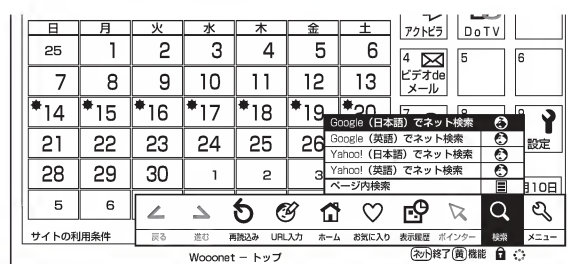 日 月 火 水 木 金 土
アクトビラ DoTV
25 1 2 3 4 5 6
4 5 6
ビデオde
メール
7 8 9 10 11 12 13
14 15 16 17 18 19 20
Google（日本語）でネット検索
21 22 23 24 25 26
Google（英語）でネット検索
設定
Yahoo!（日本語）でネット検索
28 29 30 1 2 3
Yahoo!（英語）でネット検索
ページ内検索
月10日
5 6
サイトの利用条件
戻る 進む 再読込み URL入力 ホーム お気に入り 表示履歴 ポインター 検索 メニュー
Wooonet － トップ
ネット終了 黄 機能